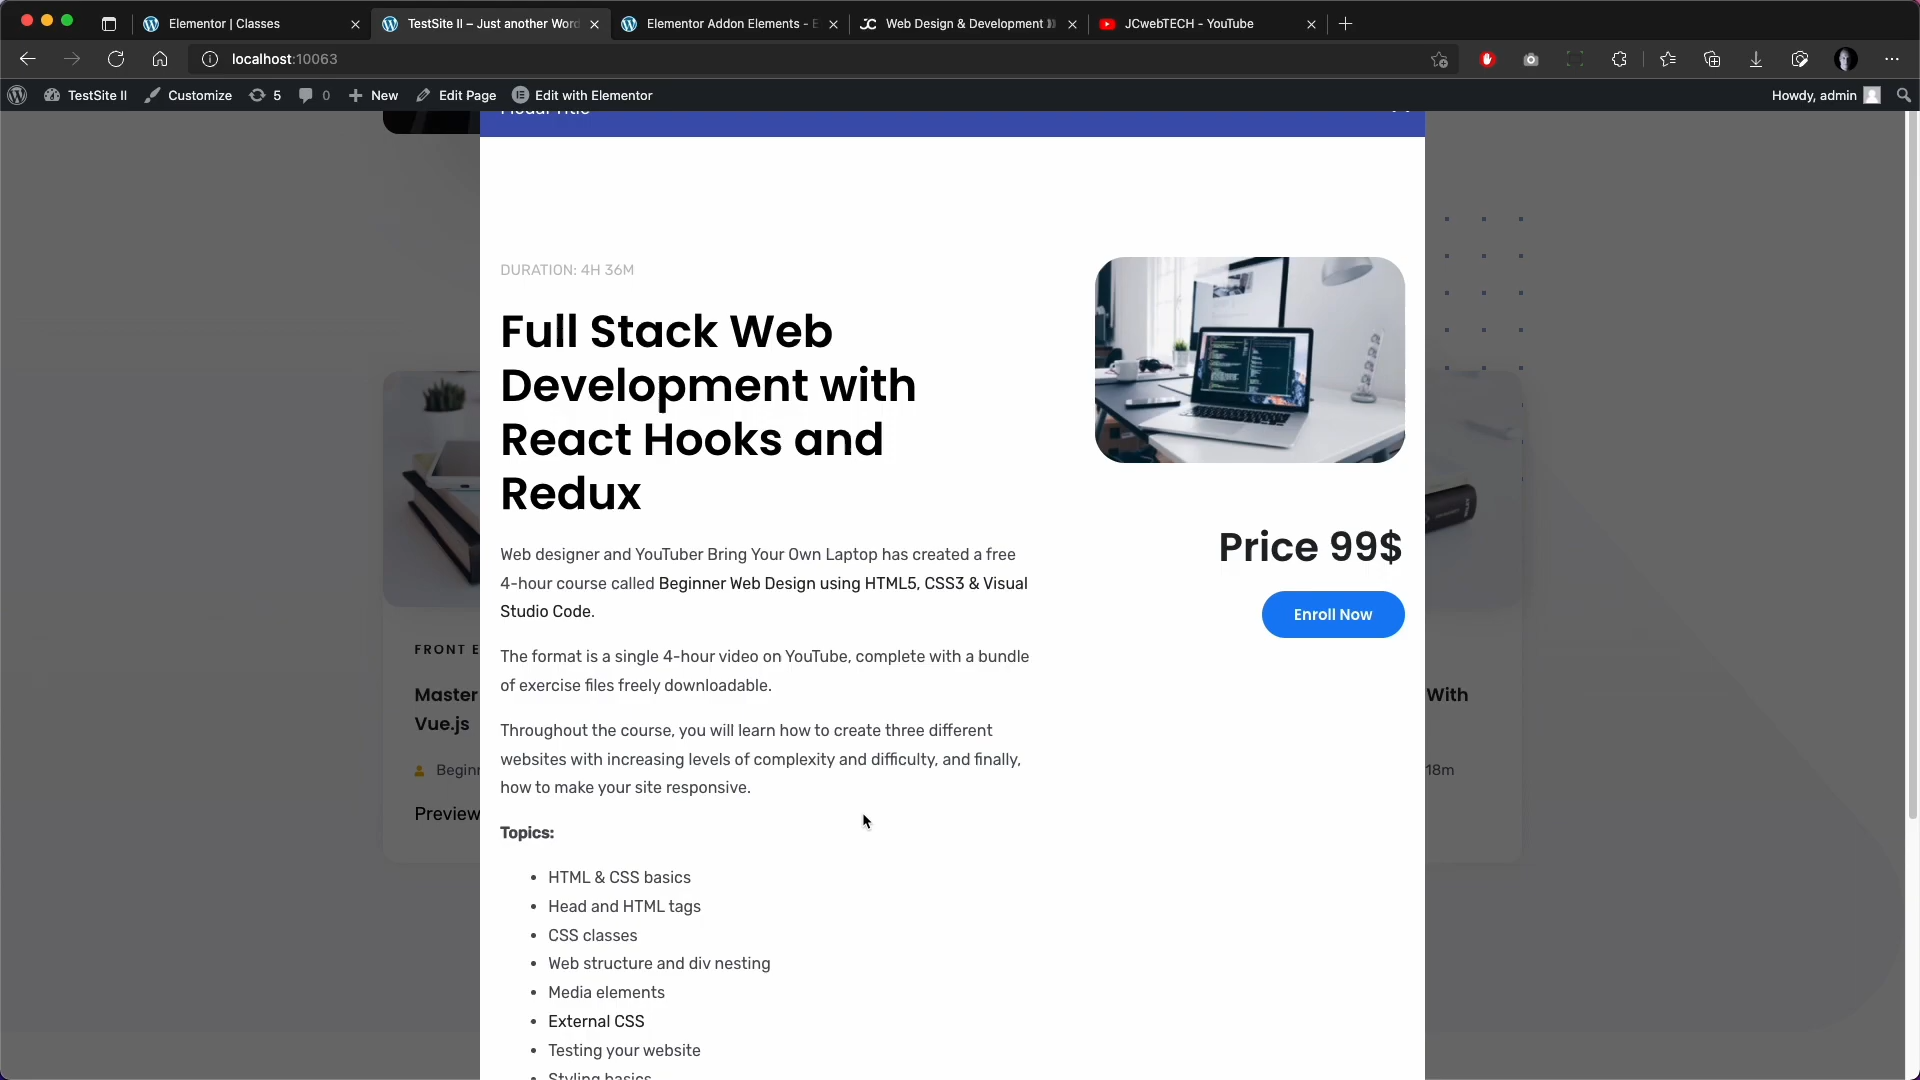 Elementor | Classes
TestSite II – Just another Word
Elementor Addon Elements - E
Web Design & Development
JCwebTECH - YouTube
localhost:10063
TestSite II
Customize
5
0
New
Edit Page
Edit with Elementor
Howdy, admin
Modal Title
DURATION: 4H 36M
Full Stack Web
Development with
React Hooks and
Redux
Web designer and YouTuber Bring Your Own Laptop has created a free
4-hour course called Beginner Web Design using HTML5, CSS3 & Visual
Studio Code.
The format is a single 4-hour video on YouTube, complete with a bundle
of exercise files freely downloadable.
Throughout the course, you will learn how to create three different
websites with increasing levels of complexity and difficulty, and finally,
how to make your site responsive.
Topics:
• HTML & CSS basics
• Head and HTML tags
• CSS classes
• Web structure and div nesting
• Media elements
• External CSS
• Testing your website
• Styling basics
Price 99$
Enroll Now
FRONT E
Master
Vue.js
Beginn
Preview
With
18m